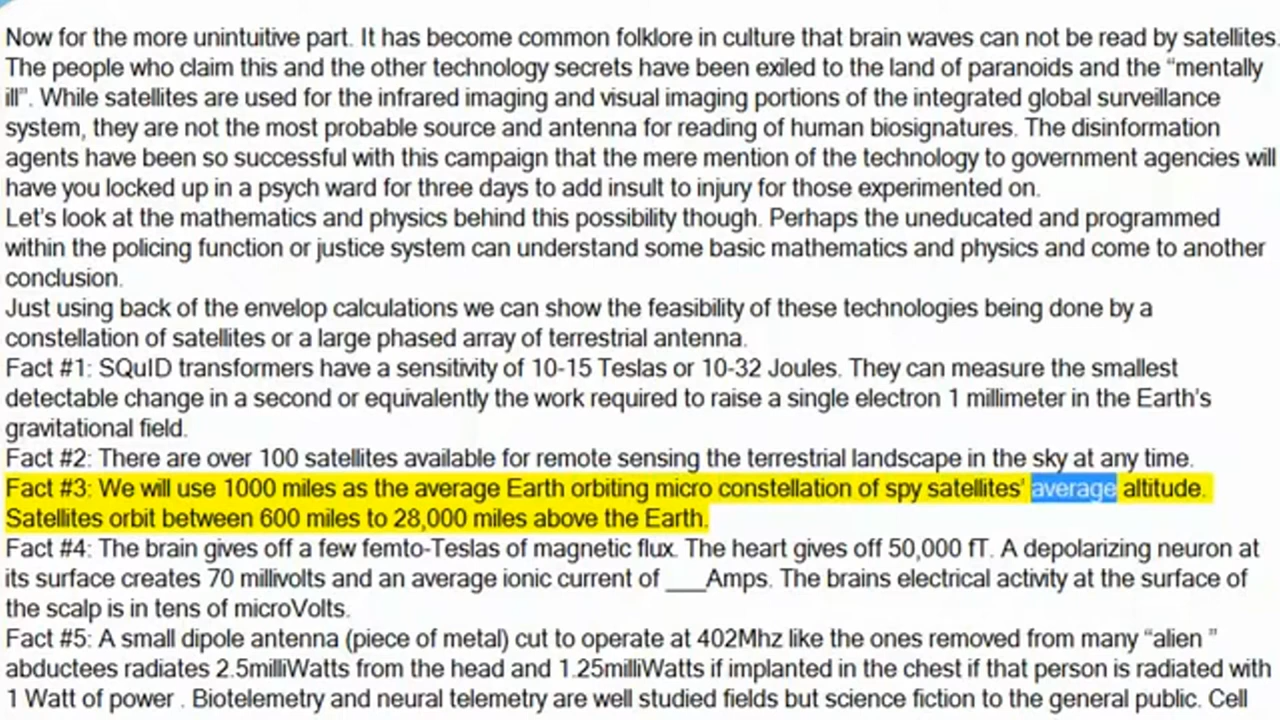 Now for the more unintuitive part. It has become common folklore in culture that brain waves can not be read by satellites.
The people who claim this and the other technology secrets have been exiled to the land of paranoids and the “mentally
ill”. While satellites are used for the infrared imaging and visual imaging portions of the integrated global surveillance
system, they are not the most probable source and antenna for reading of human biosignatures. The disinformation
agents have been so successful with this campaign that the mere mention of the technology to government agencies will
have you locked up in a psych ward for three days to add insult to injury for those experimented on.
Let’s look at the mathematics and physics behind this possibility though. Perhaps the uneducated and programmed
within the policing function or justice system can understand some basic mathematics and physics and come to another
conclusion.
Just using back of the envelop calculations we can show the feasibility of these technologies being done by a
constellation of satellites or a large phased array of terrestrial antenna.
Fact #1: SQuID transformers have a sensitivity of 10-15 Teslas or 10-32 Joules. They can measure the smallest
detectable change in a second or equivalently the work required to raise a single electron 1 millimeter in the Earth’s
gravitational field.
Fact #2: There are over 100 satellites available for remote sensing the terrestrial landscape in the sky at any time.
Fact #3: We will use 1000 miles as the average Earth orbiting micro constellation of spy satellites’ average altitude.
Satellites orbit between 600 miles to 28,000 miles above the Earth.
Fact #4: The brain gives off a few femto-Teslas of magnetic flux. The heart gives off 50,000 fT. A depolarizing neuron at
its surface creates 70 millivolts and an average ionic current of ___Amps. The brains electrical activity at the surface of
the scalp is in tens of microVolts.
Fact #5: A small dipole antenna (piece of metal) cut to operate at 402Mhz like the ones removed from many “alien ”
abductees radiates 2.5milliWatts from the head and 1.25milliWatts if implanted in the chest if that person is radiated with
1 Watt of power . Biotelemetry and neural telemetry are well studied fields but science fiction to the general public. Cell